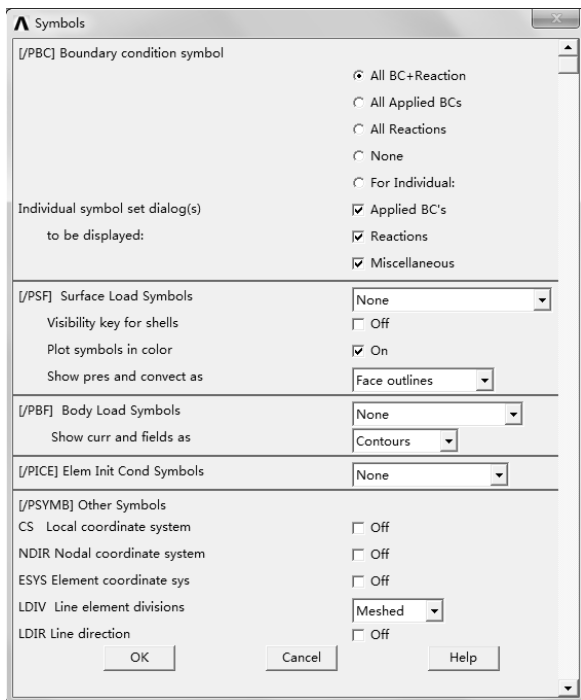 Symbols
[/PBC] Boundary condition symbol
All BC+Reaction
All Applied BCs
All Reactions
None
For Individual:
Individual symbol set dialog(s) Applied BC's
to be displayed: Reactions
Miscellaneous
[/PSF] Surface Load Symbols None
Visibility key for shells Off
Plot symbols in color On
Show pres and convect as Face outlines
[/PBF] Body Load Symbols None
Show curr and fields as Contours
[/PICE] Elem Init Cond Symbols None
[/PSYMB] Other Symbols
CS Local coordinate system Off
NDIR Nodal coordinate system Off
ESYS Element coordinate sys Off
LDIV Line element divisions Meshed
LDIR Line direction Off
OK Cancel Help